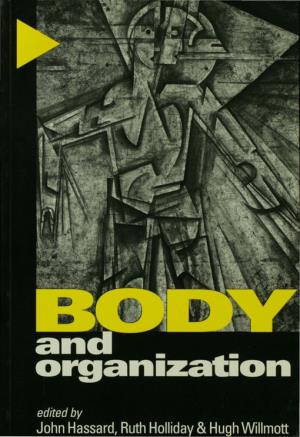 BODY
and
organization
edited by
John Hassard, Ruth Holliday & Hugh Willmott